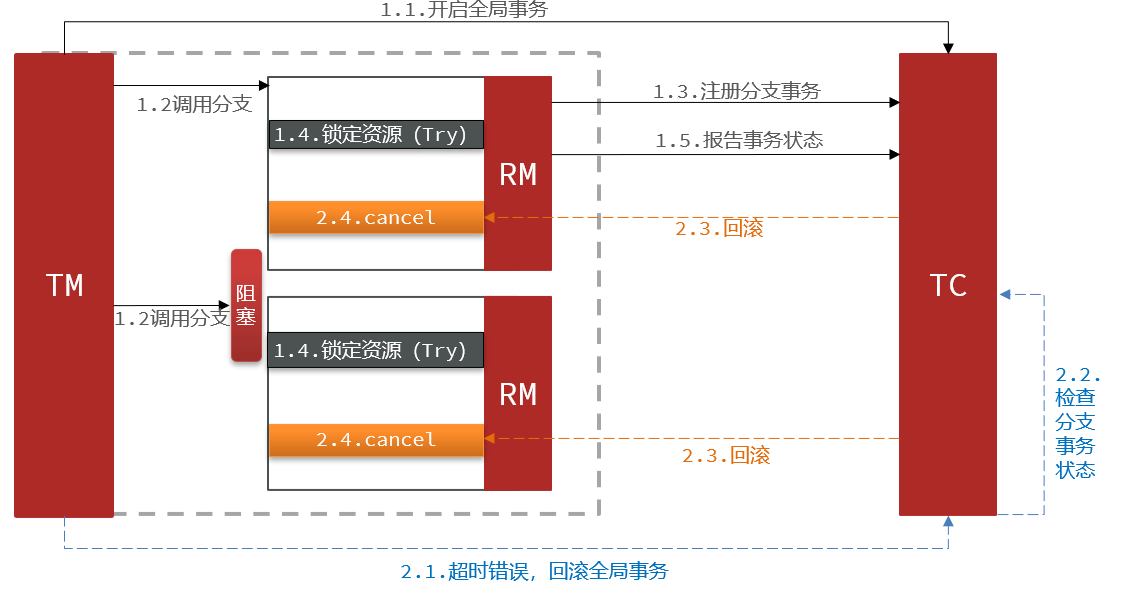 1.1.开启全局事务
1.2调用分支
1.3.注册分支事务
1.4.锁定资源（Try）
1.5.报告事务状态
RM
2.4.cancel
2.3.回滚
TM
TC
1.2调用分支
阻
塞
1.4.锁定资源（Try）
RM
2.4.cancel
2.3.回滚
2.2.
检查
分支
事务
状态
2.1.超时错误，回滚全局事务